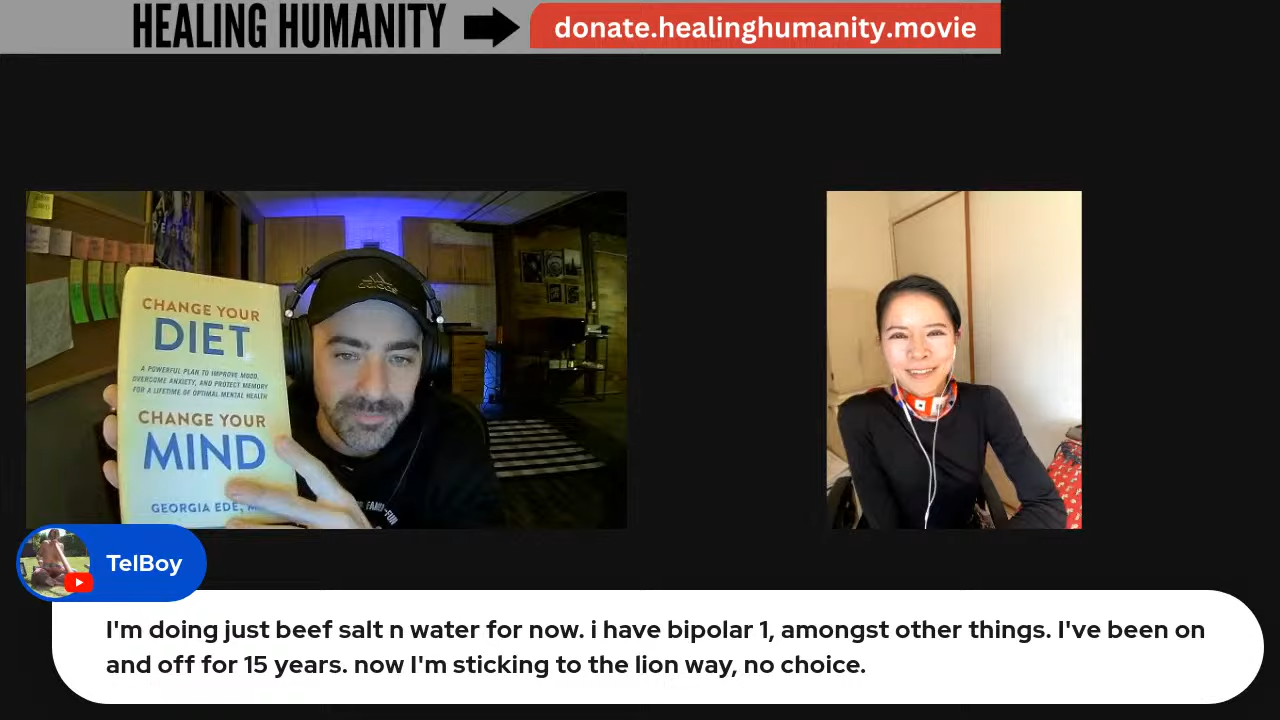 HEALING HUMANITY
donate.healinghumanity.movie
CHANGE YOUR
DIET
A POWERFUL PLAN TO IMPROVE MOOD,
OVERCOME ANXIETY, AND PROTECT MEMORY
FOR A LIFETIME OF OPTIMAL MENTAL HEALTH
CHANGE YOUR
MIND
GEORGIA EDE,
adidas
TelBoy
I'm doing just beef salt n water for now. i have bipolar 1, amongst other things. I've been on
and off for 15 years. now I'm sticking to the lion way, no choice.